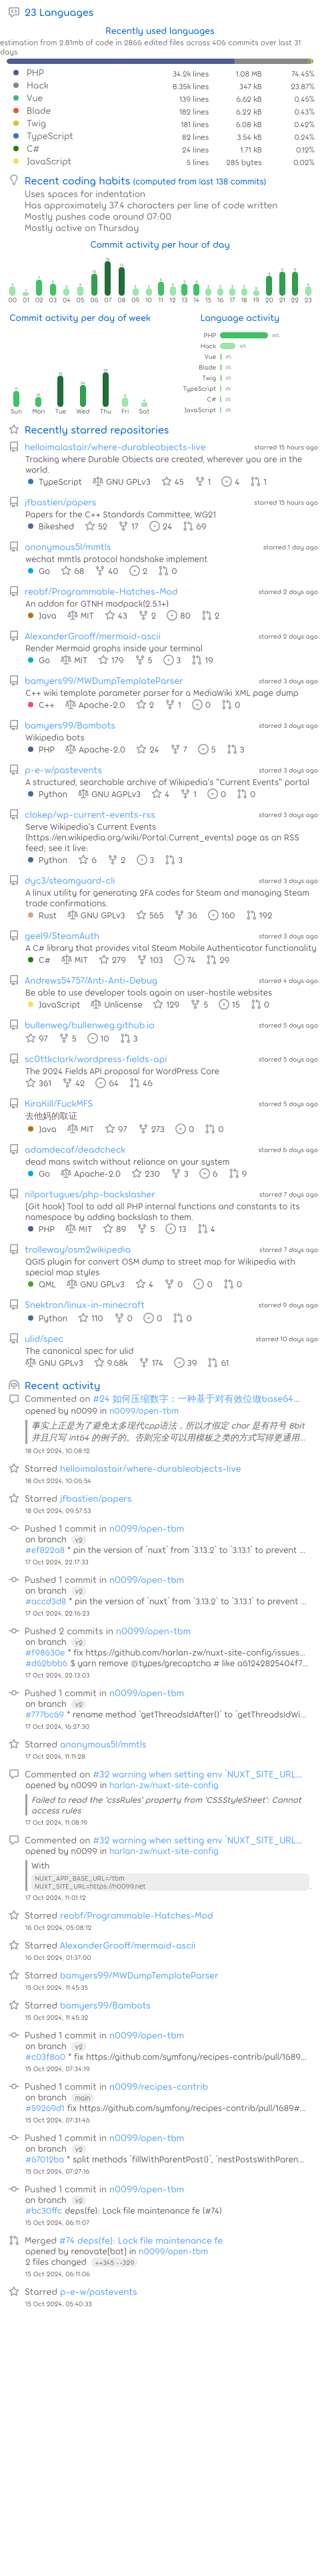 23 Languages
Recently used languages
estimation from 2.81mb of code in 2866 edited files across 406 commits over last 31
days
PHP 34.2k lines 1.08 MB 74.45%
Hack 8.35k lines 347 kB 23.87%
Vue 139 lines 6.62 kB 0.45%
Blade 182 lines 6.22 kB 0.43%
Twig 181 lines 6.08 kB 0.42%
TypeScript 82 lines 3.54 kB 0.24%
C# 24 lines 1.71 kB 0.12%
JavaScript 5 lines 285 bytes 0.02%
Recent coding habits (computed from last 138 commits)
Uses spaces for indenation
Has approximately 37.4 characters per line of code written
Mostly pushes code around 07:00
Mostly active on Thursday
Commit activity per hour of day
00 01 02 03 04 05 06 07 08 09 10 11 12 13 14 15 16 17 18 19 20 21 22 23
Commit activity per day of week
Language activity
PHP
Hack
Vue
Blade
Twig
TypeScript
C#
JavaScript
Sun Mon Tue Wed Thu Fri Sat
Recently starred repositories
helloimalastair/where-durableobjects-live starred 15 hours ago
Tracking where Durable Objects are created, wherever you are in the
world.
TypeScript GNU GPLv3 45 1 4 1
jfbastien/papers starred 15 hours ago
Papers for the C++ Standards Committee, WG21
Bikeshed 52 17 24 69
anonymous5l/mmtls starred 1 day ago
wechat mmtls protocol handshake implement
Go 68 40 2 0
reobf/Programmable-Hatches-Mod starred 2 days ago
An addon for GTNH modpack(2.5.1+)
Java MIT 43 2 80 2
AlexanderGrooff/mermaid-ascii starred 2 days ago
Render Mermaid graphs inside your terminal
Go MIT 179 5 3 19
bamyers99/MWDumpTemplateParser starred 3 days ago
C++ wiki template parameter parser for a MediaWiki XML page dump
C++ Apache-2.0 2 1 0 0
bamyers99/Bambots starred 3 days ago
Wikipedia bots
PHP Apache-2.0 24 7 5 3
p-e-w/pastevents starred 3 days ago
A structured, searchable archive of Wikipedia's "Current Events" portal
Python GNU AGPLv3 4 1 0 0
clokep/wp-current-events-rss starred 3 days ago
Serve Wikipedia's Current Events
(https://en.wikipedia.org/wiki/Portal:Current_events) page as an RSS
feed; see it live:
Python 6 2 3 3
dyc3/steamguard-cli starred 3 days ago
A linux utility for generating 2FA codes for Steam and managing Steam
trade confirmations.
Rust GNU GPLv3 565 36 160 192
geel9/SteamAuth starred 3 days ago
A C# library that provides vital Steam Mobile Authenticator functionality
C# MIT 279 103 74 29
Andrews54757/Anti-Anti-Debug starred 4 days ago
Be able to use developer tools again on user-hostile websites
JavaScript Unlicense 129 5 15 0
bullenweg/bullenweg.github.io starred 5 days ago
97 5 10 3
sc0ttkclark/wordpress-fields-api starred 5 days ago
The 2024 Fields API proposal for WordPress Core
361 42 64 46
KiraKill/FuckMFS starred 5 days ago
去他妈的取证
Java MIT 97 273 0 0
adamdecaf/deadcheck starred 6 days ago
dead mans switch without reliance on your system
Go Apache-2.0 230 3 6 9
nilportugues/php-backslasher starred 7 days ago
[Git hook] Tool to add all PHP internal functions and constants to its
namespace by adding backslash to them.
PHP MIT 89 5 13 4
trolleway/osm2wikipedia starred 7 days ago
QGIS plugin for convert OSM dump to street map for Wikipedia with
special map styles
QML GNU GPLv3 4 0 0 0
Snektron/linux-in-minecraft starred 9 days ago
Python 110 0 0 0
ulid/spec starred 10 days ago
The canonical spec for ulid
GNU GPLv3 9.68k 174 39 61
Recent activity
Commented on #24 如何压缩数字：一种基于对有效位做base64...
opened by n0099 in n0099/open-tbm
事实上正是为了避免太多现代cpp语法，所以才假定 char 是有符号 8bit
并且只写 int64 的例子的。否则完全可以用模板之类的方式写得更通用...
18 Oct 2024, 10:08:12
Starred helloimalastair/where-durableobjects-live
18 Oct 2024, 10:06:54
Starred jfbastien/papers
18 Oct 2024, 09:57:53
Pushed 1 commit in n0099/open-tbm
on branch v2
#ef822a8 * pin the version of `nuxt` from `3.13.2` to `3.13.1` to prevent ...
17 Oct 2024, 22:17:33
Pushed 1 commit in n0099/open-tbm
on branch v2
#accd3d8 * pin the version of `nuxt` from `3.13.2` to `3.13.1` to prevent ...
17 Oct 2024, 22:16:23
Pushed 2 commits in n0099/open-tbm
on branch v2
#f98630e * fix https://github.com/harlan-zw/nuxt-site-config/issues...
#d62bbb6 $ yarn remove @types/grecaptcha # like a61242825404f7...
17 Oct 2024, 22:13:03
Pushed 1 commit in n0099/open-tbm
on branch v2
#777bc69 * rename method `getThreadsIdAfter()` to `getThreadsIdWi...
17 Oct 2024, 16:27:30
Starred anonymous5l/mmtls
17 Oct 2024, 11:11:28
Commented on #32 warning when setting env `NUXT_SITE_URL...
opened by n0099 in harlan-zw/nuxt-site-config
Failed to read the 'cssRules' property from 'CSSStyleSheet': Cannot
access rules
17 Oct 2024, 11:08:19
Commented on #32 warning when setting env `NUXT_SITE_URL...
opened by n0099 in harlan-zw/nuxt-site-config
With
NUXT_APP_BASE_URL=/tbm
NUXT_SITE_URL=https://n0099.net
17 Oct 2024, 11:01:12
Starred reobf/Programmable-Hatches-Mod
16 Oct 2024, 05:08:12
Starred AlexanderGrooff/mermaid-ascii
16 Oct 2024, 01:37:00
Starred bamyers99/MWDumpTemplateParser
15 Oct 2024, 11:45:35
Starred bamyers99/Bambots
15 Oct 2024, 11:45:32
Pushed 1 commit in n0099/open-tbm
on branch v2
#c03f8a0 * fix https://github.com/symfony/recipes-contrib/pull/1689...
15 Oct 2024, 07:34:19
Pushed 1 commit in n0099/recipes-contrib
on branch main
#59269d1 fix https://github.com/symfony/recipes-contrib/pull/1689#...
15 Oct 2024, 07:31:46
Pushed 1 commit in n0099/open-tbm
on branch v2
#67012ba * split methods `fillWithParentPost()`, `nestPostsWithParen...
15 Oct 2024, 07:27:16
Pushed 1 commit in n0099/open-tbm
on branch v2
#bc30ffc deps(fe): Lock file maintenance fe (#74)
15 Oct 2024, 06:11:07
Merged #74 deps(fe): Lock file maintenance fe
opened by renovate[bot] in n0099/open-tbm
2 files changed ++345 --329
15 Oct 2024, 06:11:06
Starred p-e-w/pastevents
15 Oct 2024, 05:40:33